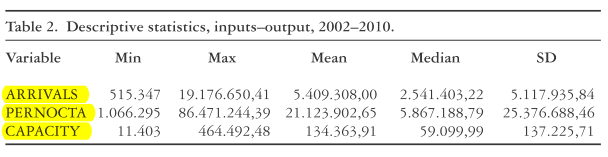 Table 2. Descriptive statistics, inputs–output, 2002–2010.
Variable Min Max Mean Median SD
ARRIVALS 515.347 19.176.650,41 5.409.308,00 2.541.403,22 5.117.935,84
PERNOCTA 1.066.295 86.471.244,39 21.123.902,65 5.867.188,79 25.376.688,46
CAPACITY 11.403 464.492,48 134.363,91 59.099,99 137.225,71